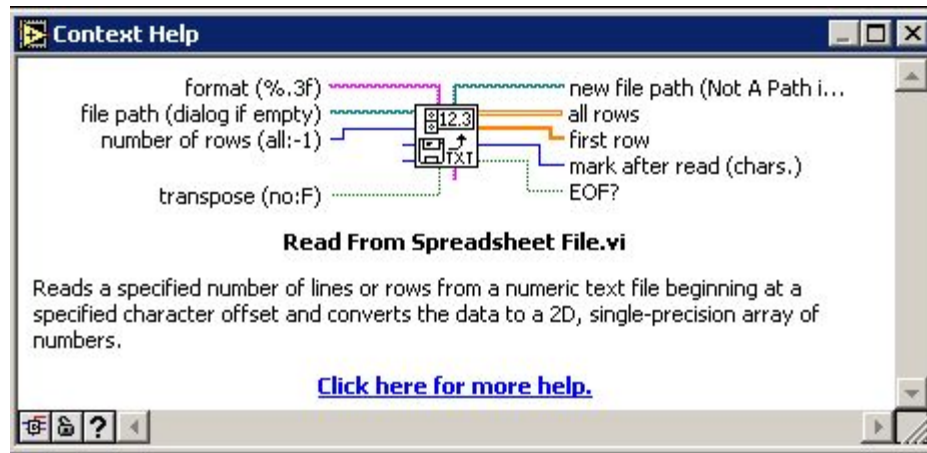 Context Help
format (%.3f)
file path (dialog if empty)
number of rows (all:-1)
transpose (no:F)
12.3
TXT
new file path (Not A Path i...
all rows
first row
mark after read (chars.)
EOF?
Read From Spreadsheet File.vi
Reads a specified number of lines or rows from a numeric text file beginning at a
specified character offset and converts the data to a 2D, single-precision array of
numbers.
Click here for more help.
?